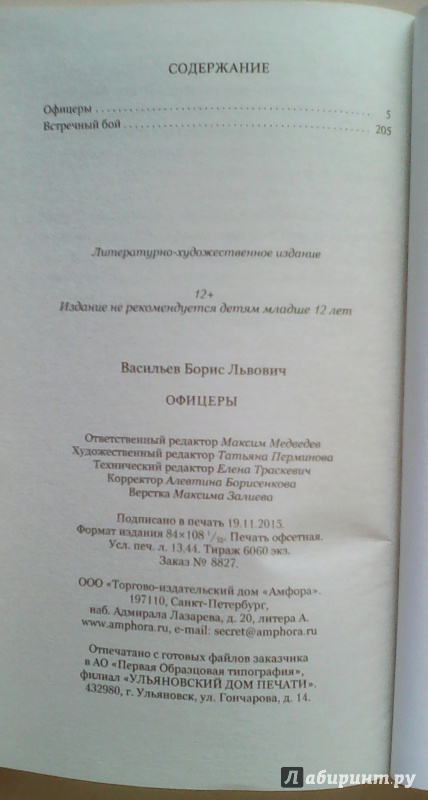 СОДЕРЖАНИЕ
Офицеры 5
Встречный бой 205
Литературно-художественное издание
12+
Издание не рекомендуется детям младше 12 лет
Васильев Борис Львович
ОФИЦЕРЫ
Ответственный редактор Максим Медведев
Художественный редактор Татьяна Перминова
Технический редактор Елена Траскевич
Корректор Алевтина Борисенкова
Верстка Максима Залиева
Подписано в печать 19.11.2015.
Формат издания 84×108 1/32. Печать офсетная.
Усл. печ. л. 13,44. Тираж 6060 экз.
Заказ № 8827.
ООО «Торгово-издательский дом «Амфора».
197110, Санкт-Петербург,
наб. Адмирала Лазарева, д. 20, литера А.
www.amphora.ru, e-mail: secret@amphora.ru
Отпечатано с готовых файлов заказчика
в АО «Первая Образцовая типография»,
филиал «УЛЬЯНОВСКИЙ ДОМ ПЕЧАТИ».
432980, г. Ульяновск, ул. Гончарова, д. 14.
Лабиринт.ру